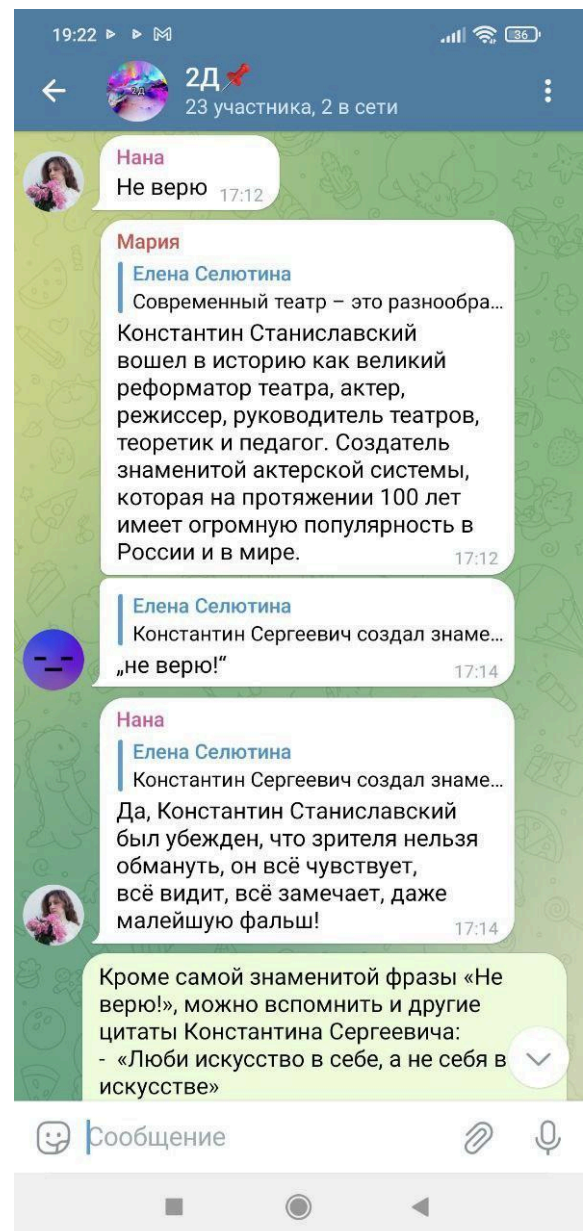 19:22
36
2Д
23 участника, 2 в сети
2Д
Нана
Не верю 17:12
Мария
Елена Селютина
Современный театр – это разнообра...
Константин Станиславский
вошел в историю как великий
реформатор театра, актер,
режиссер, руководитель театров,
теоретик и педагог. Создатель
знаменитой актерской системы,
которая на протяжении 100 лет
имеет огромную популярность в
России и в мире. 17:12
Елена Селютина
Константин Сергеевич создал знаме...
„не верю!“ 17:14
Нана
Елена Селютина
Константин Сергеевич создал знаме...
Да, Константин Станиславский
был убежден, что зрителя нельзя
обмануть, он всё чувствует,
всё видит, всё замечает, даже
малейшую фальш! 17:14
Кроме самой знаменитой фразы «Не
верю!», можно вспомнить и другие
цитаты Константина Сергеевича:
- «Люби искусство в себе, а не себя в
искусстве»
Сообщение